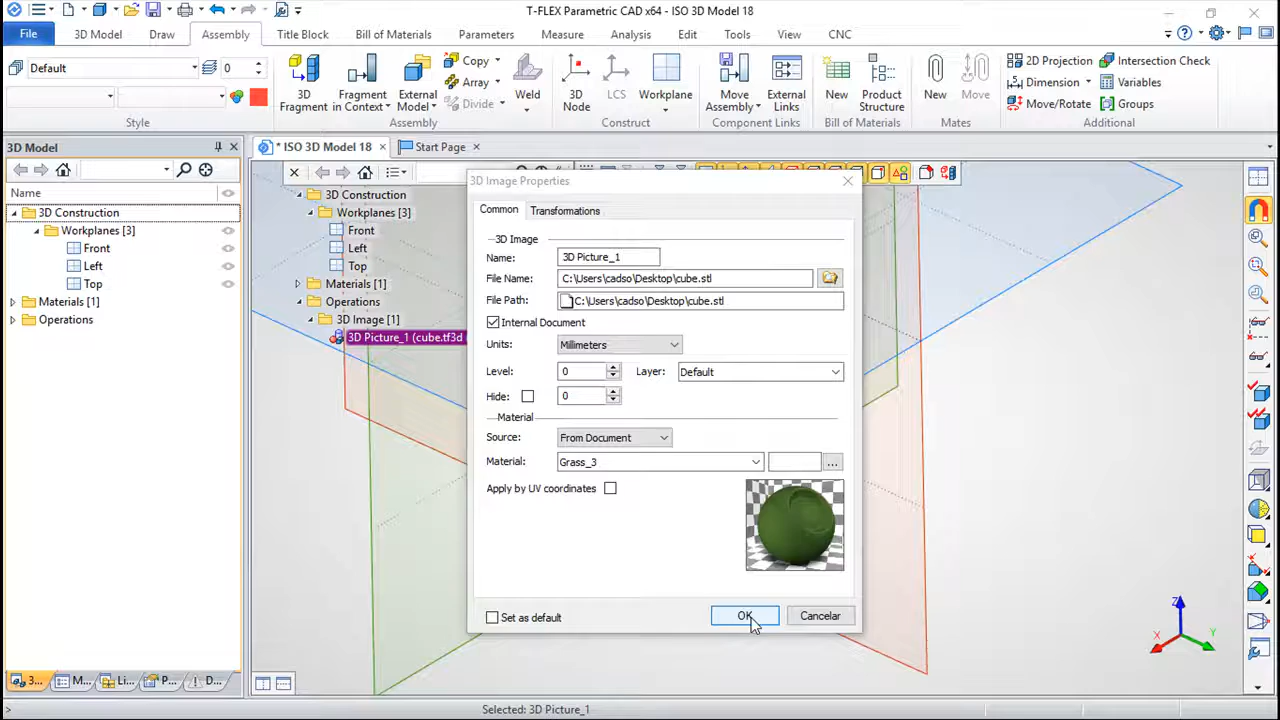 T-FLEX Parametric CAD x64 - ISO 3D Model 18
File
3D Model
Draw
Assembly
Title Block
Bill of Materials
Parameters
Measure
Analysis
Edit
Tools
View
CNC
Default
0
Style
3D
Fragment
Fragment
in Context
External
Model
Copy
Array
Divide
Weld
Assembly
3D
Node
LCS
Workplane
Construct
Move
Assembly
External
Links
Component Links
New
Product
Structure
Bill of Materials
New
Move
Mates
2D Projection
Dimension
Move/Rotate
Intersection Check
Variables
Groups
Additional
3D Model
Name
3D Construction
Workplanes [3]
Front
Left
Top
Materials [1]
Operations
3...
M...
Li...
P...
D...
* ISO 3D Model 18
Start Page
3D Construction
Workplanes [3]
Front
Left
Top
Materials [1]
Operations
3D Image [1]
3D Picture_1 (cube.tf3d
3D Image Properties
Common
Transformations
3D Image
Name: 3D Picture_1
File Name: C:\Users\cadso\Desktop\cube.stl
File Path: C:\Users\cadso\Desktop\cube.stl
Internal Document
Units: Millimeters
Level: 0 Layer: Default
Hide: 0
Material
Source: From Document
Material: Grass_3 ...
Apply by UV coordinates
Set as default
OK
Cancelar
Z
X
Y
> Selected: 3D Picture_1